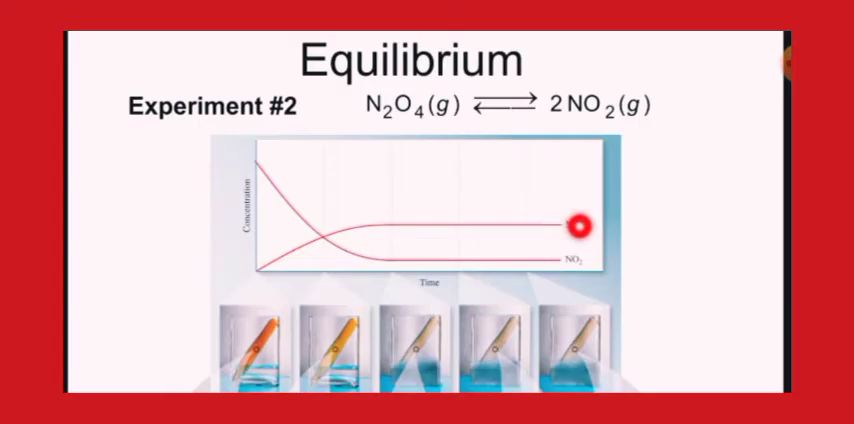 Equilibrium
Experiment #2 N₂O₄(g) ⇌ 2 NO₂(g)
Concentration
NO₂
Time